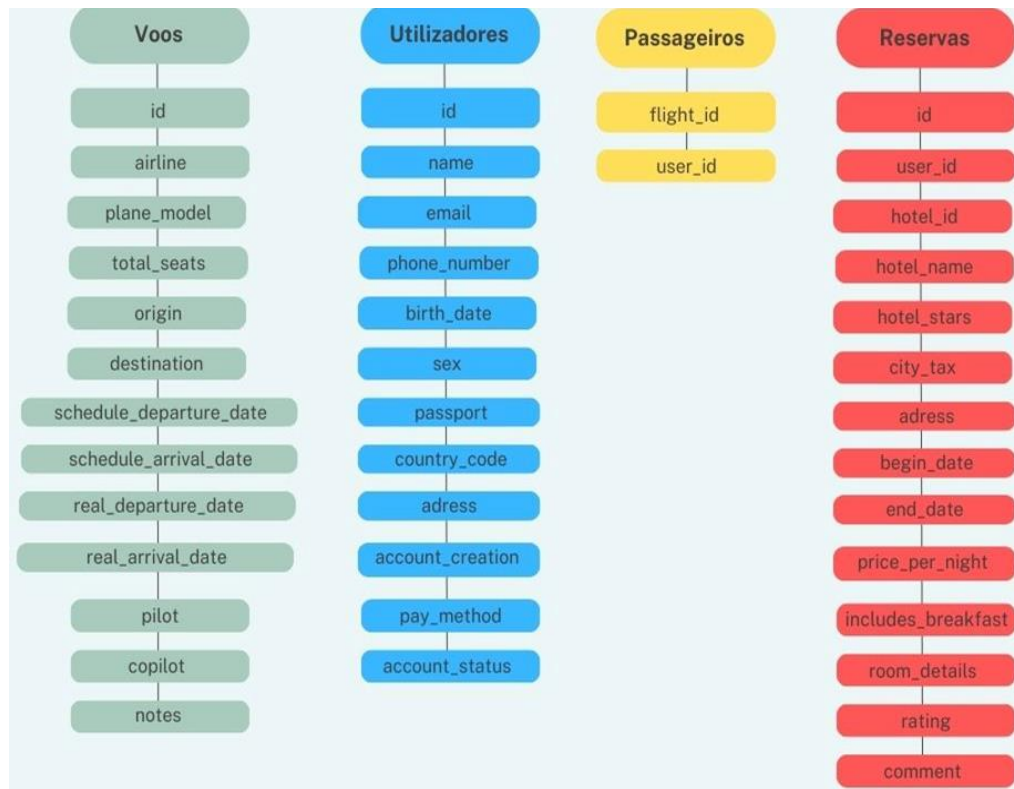 Voos
id
airline
plane_model
total_seats
origin
destination
schedule_departure_date
schedule_arrival_date
real_departure_date
real_arrival_date
pilot
copilot
notes
Utilizadores
id
name
email
phone_number
birth_date
sex
passport
country_code
adress
account_creation
pay_method
account_status
Passageiros
flight_id
user_id
Reservas
id
user_id
hotel_id
hotel_name
hotel_stars
city_tax
adress
begin_date
end_date
price_per_night
includes_breakfast
room_details
rating
comment